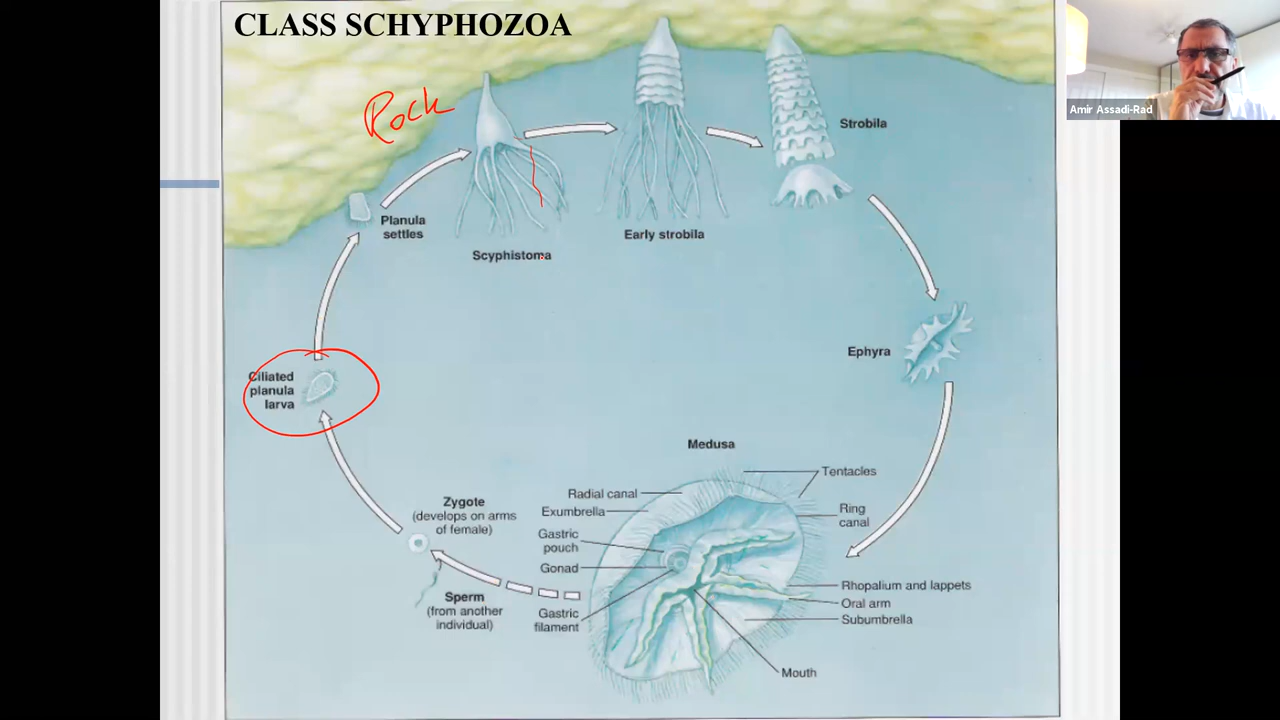 CLASS SCHYPHOZOA
Amir Assadi-Rad
Rock
Strobila
Planula
settles
Early strobila
Scyphistoma
Ephyra
Ciliated
planula
larva
Medusa
Tentacles
Radial canal
Exumbrella
Ring
canal
Zygote
(develops on arms
of female)
Gastric
pouch
Gonad
Rhopalium and lappets
Oral arm
Subumbrella
Sperm
(from another
individual)
Gastric
filament
Mouth